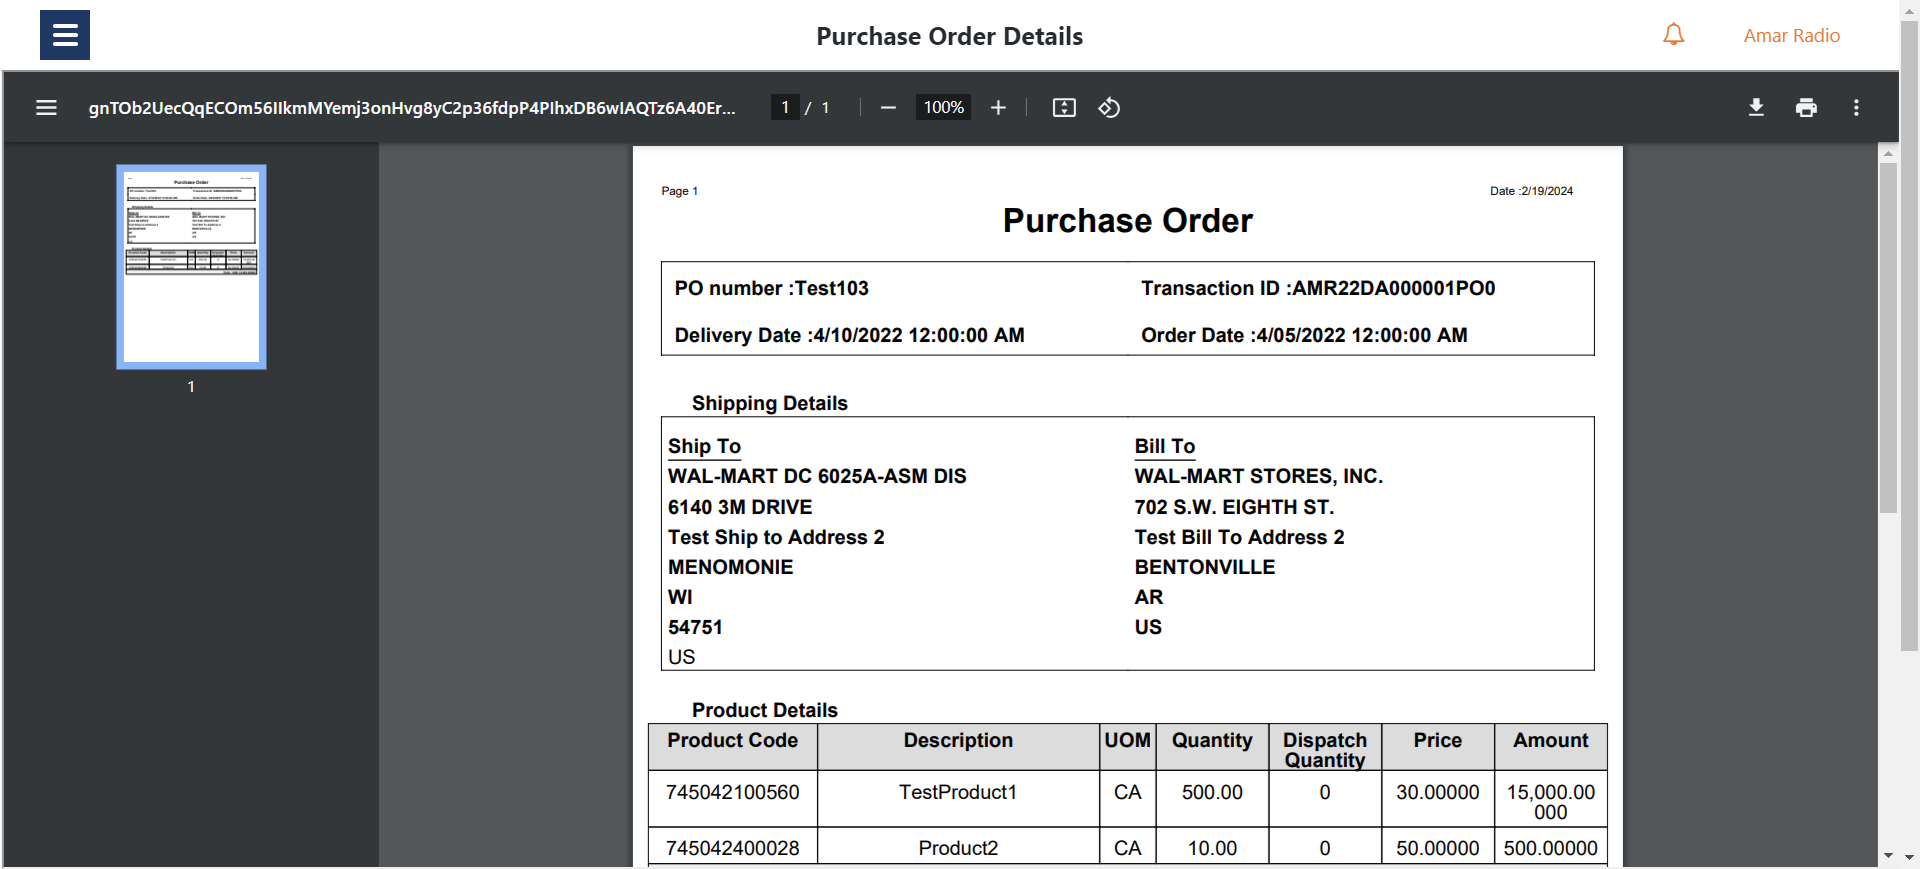 Purchase Order Details
Amar Radio
gnTOb2UecQqECOm56IIkmMYemj3onHvg8yC2p36fdpP4PIhxDB6wIAQTz6A40Er...
1 / 1
100%
1
Page 1
Date :2/19/2024
Purchase Order
PO number :Test103
Transaction ID :AMR22DA000001PO0
Delivery Date :4/10/2022 12:00:00 AM
Order Date :4/05/2022 12:00:00 AM
Shipping Details
Ship To
WAL-MART DC 6025A-ASM DIS
6140 3M DRIVE
Test Ship to Address 2
MENOMONIE
WI
54751
US
Bill To
WAL-MART STORES, INC.
702 S.W. EIGHTH ST.
Test Bill To Address 2
BENTONVILLE
AR
US
Product Details
Product Code Description UOM Quantity Dispatch Quantity Price Amount
745042100560 TestProduct1 CA 500.00 0 30.00000 15,000.00000
745042400028 Product2 CA 10.00 0 50.00000 500.00000